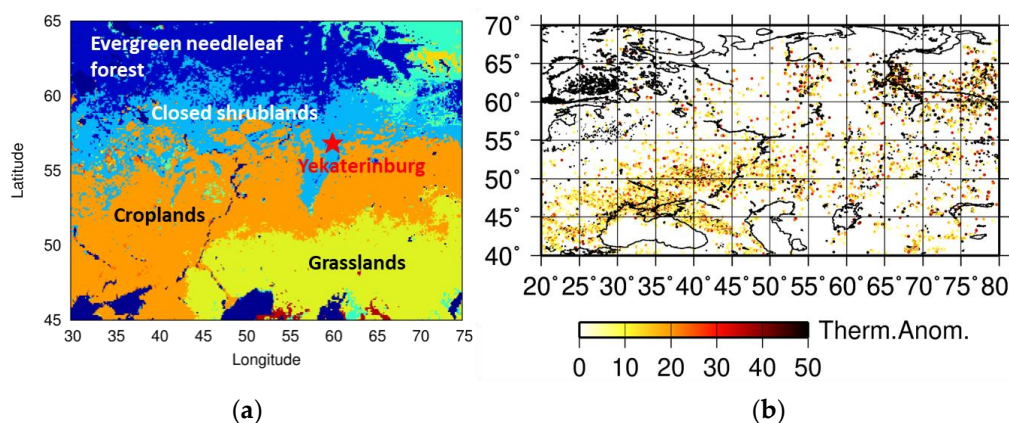 65
60
55
50
45
Latitude
Evergreen needleleaf
forest
Closed shrublands
Yekaterinburg
Croplands
Grasslands
30 35 40 45 50 55 60 65 70 75
Longitude
(a)
70°
65°
60°
55°
50°
45°
40°
20° 25° 30° 35° 40° 45° 50° 55° 60° 65° 70° 75° 80°
Therm.Anom.
0 10 20 30 40 50
(b)